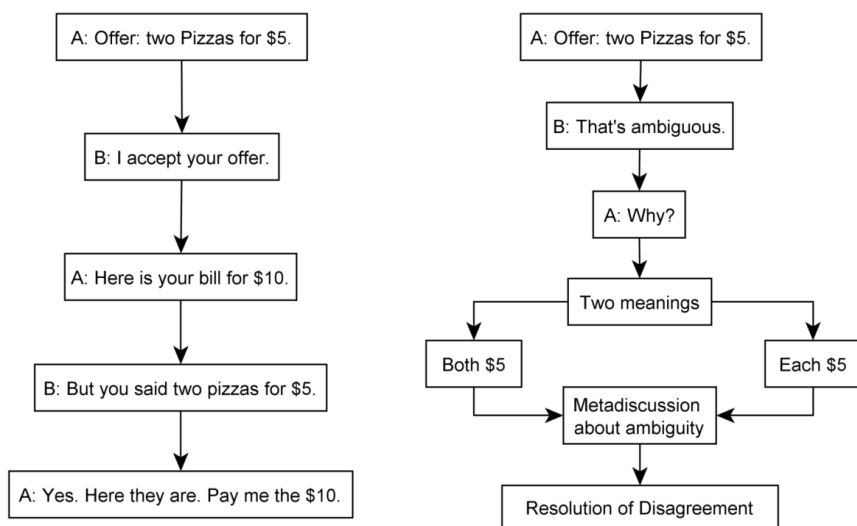 A: Offer: two Pizzas for $5.
B: I accept your offer.
A: Here is your bill for $10.
B: But you said two pizzas for $5.
A: Yes. Here they are. Pay me the $10.
A: Offer: two Pizzas for $5.
B: That's ambiguous.
A: Why?
Two meanings
Both $5
Each $5
Metadiscussion
about ambiguity
Resolution of Disagreement